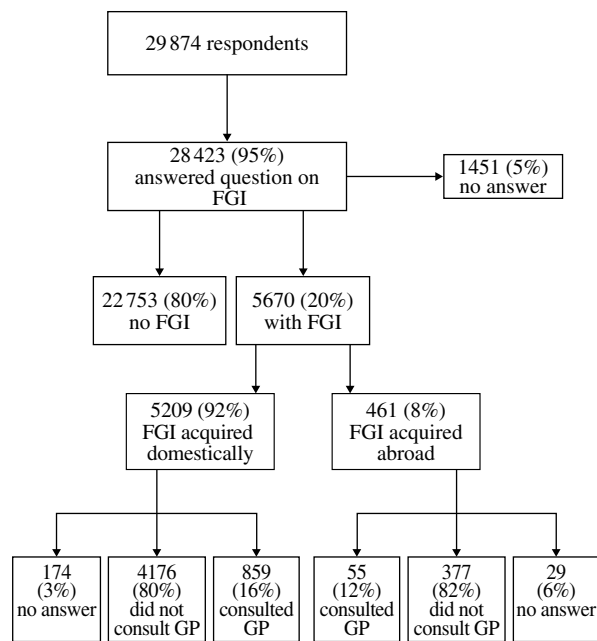 29 874 respondents
28 423 (95%)
answered question on
FGI
1451 (5%)
no answer
22 753 (80%)
no FGI
5670 (20%)
with FGI
5209 (92%)
FGI acquired
domestically
461 (8%)
FGI acquired
abroad
174
(3%)
no answer
4176
(80%)
did not
consult GP
859
(16%)
consulted
GP
55
(12%)
consulted
GP
377
(82%)
did not
consult GP
29
(6%)
no answer